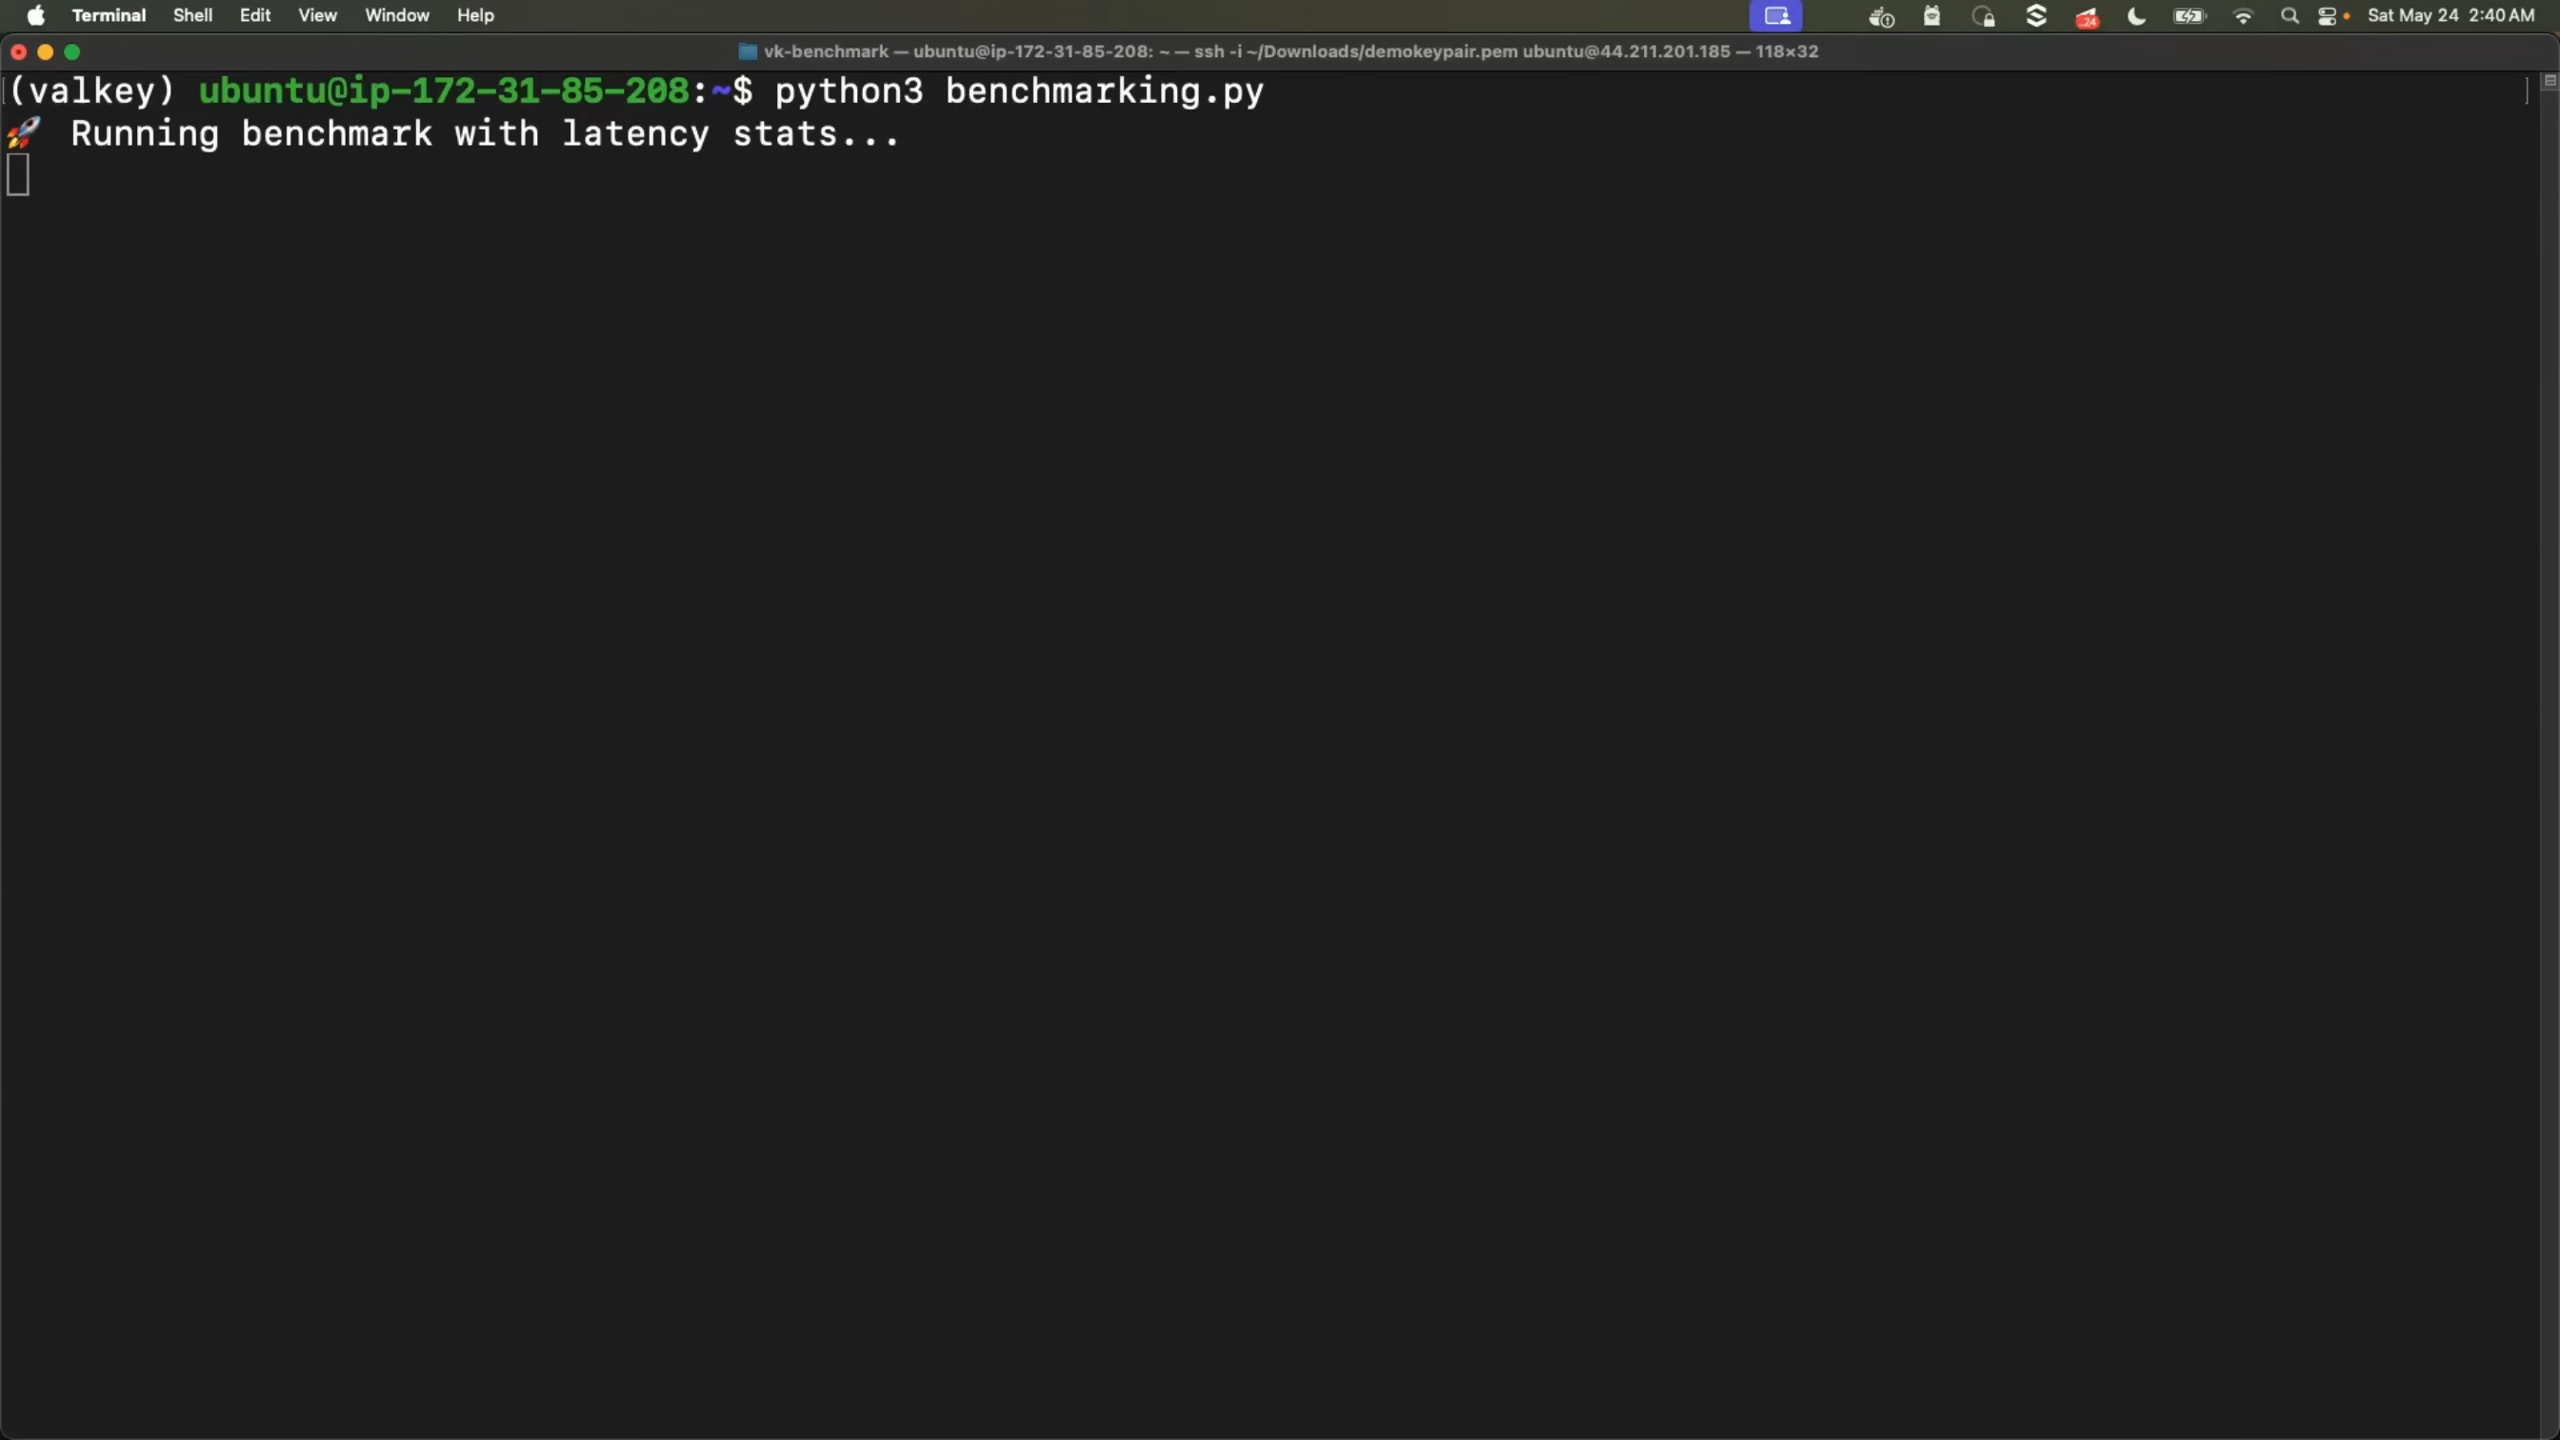 Terminal Shell Edit View Window Help 24 Sat May 24 2:40 AM
vk-benchmark — ubuntu@ip-172-31-85-208: ~ — ssh -i ~/Downloads/demokeypair.pem ubuntu@44.211.201.185 — 118×32
(valkey) ubuntu@ip-172-31-85-208:~$ python3 benchmarking.py
🚀 Running benchmark with latency stats...